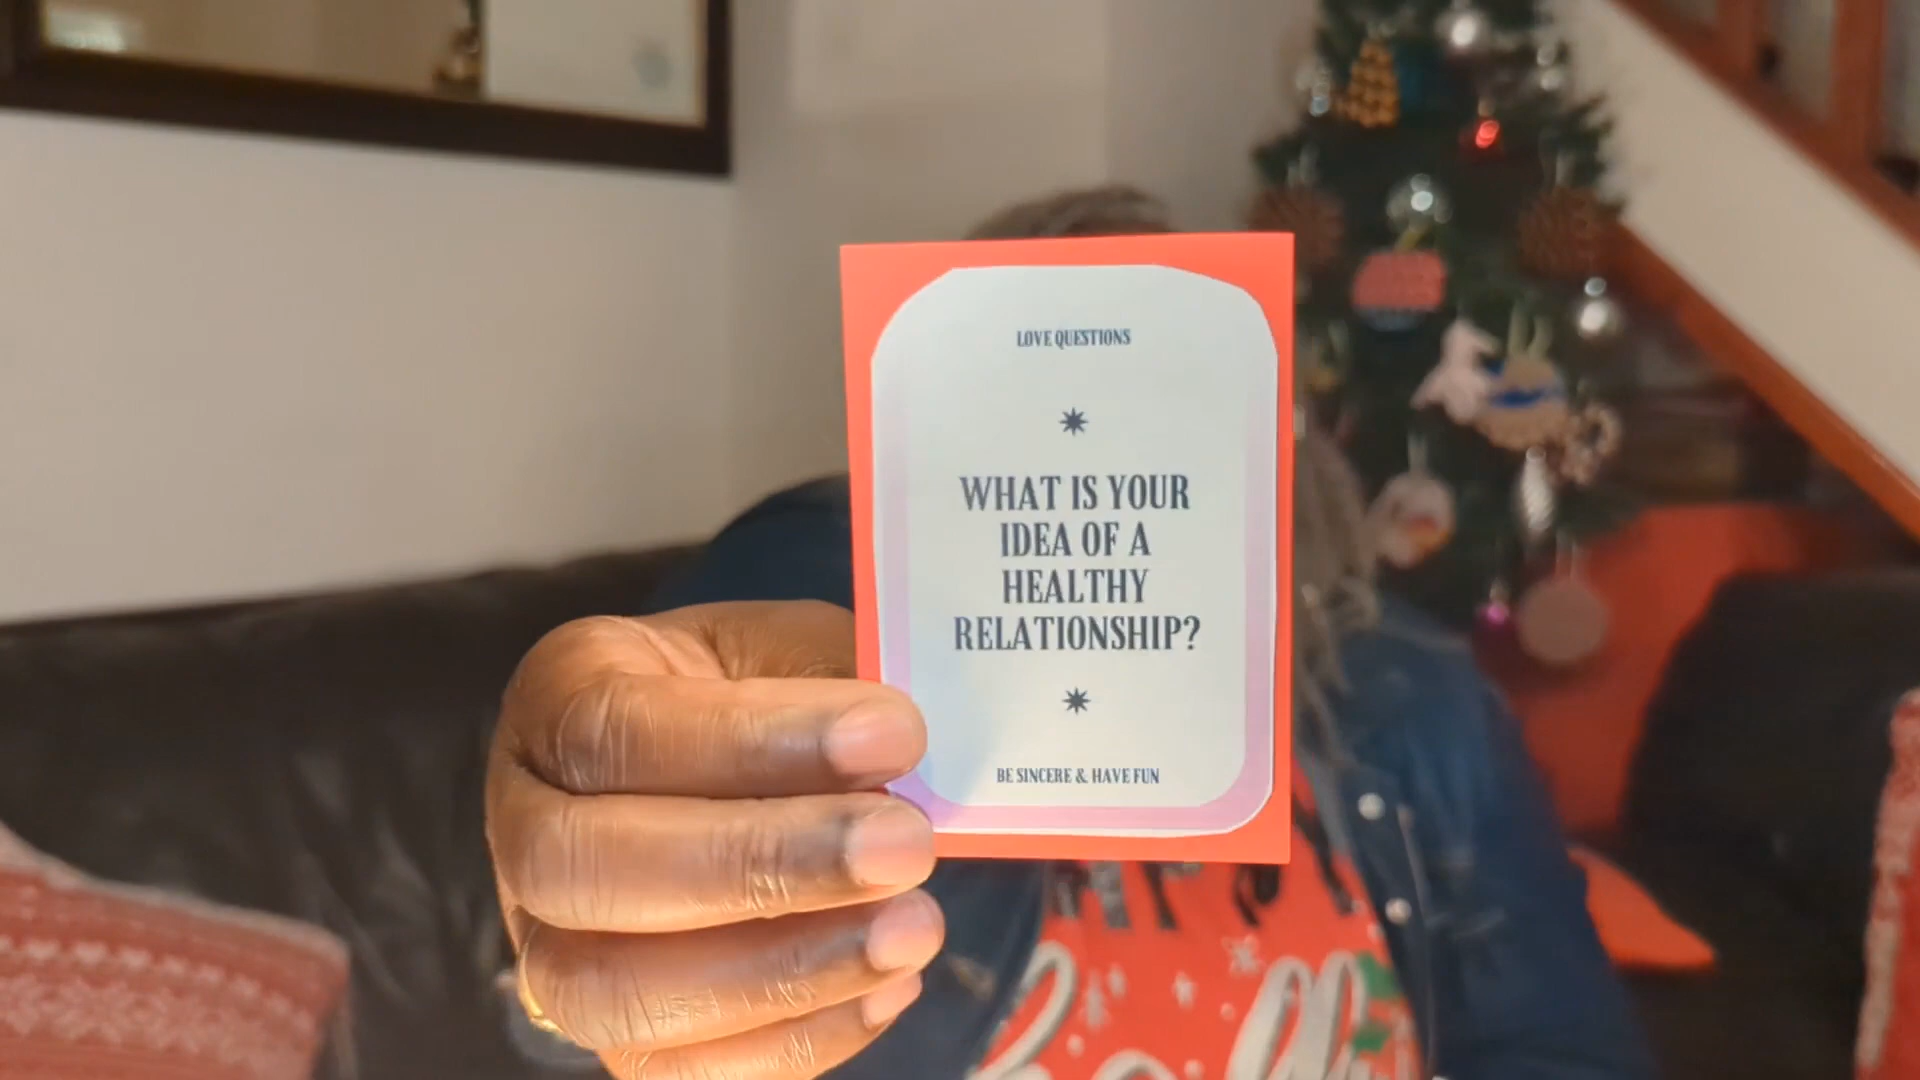 LOVE QUESTIONS
WHAT IS YOUR
IDEA OF A
HEALTHY
RELATIONSHIP?
BE SINCERE & HAVE FUN